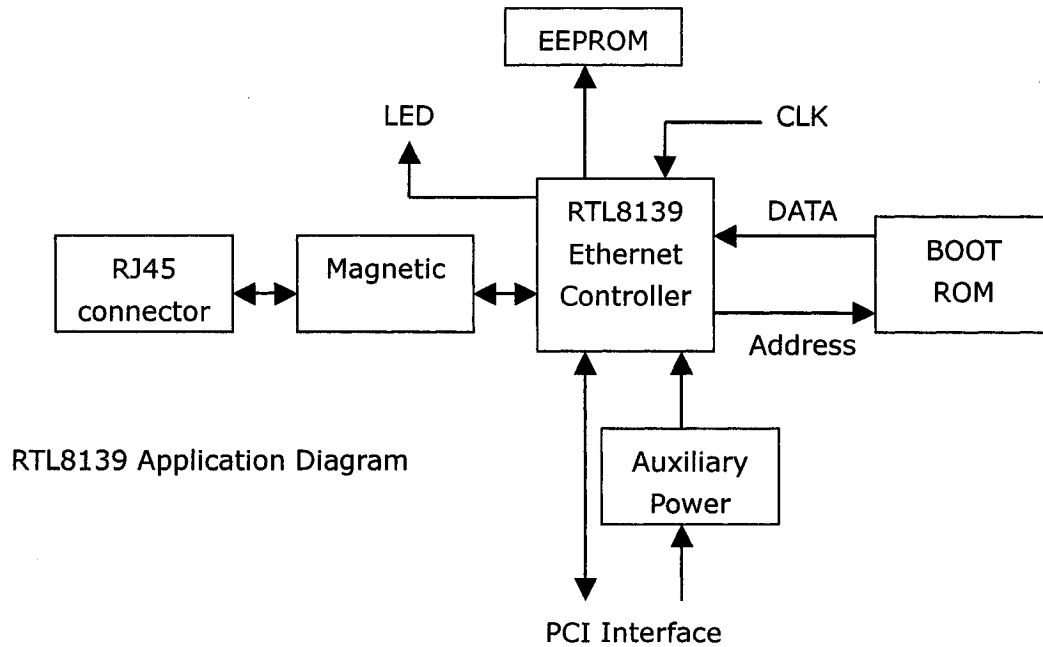 EEPROM
LED
CLK
RTL8139
Ethernet
Controller
DATA
BOOT
ROM
RJ45
connector
Magnetic
Address
RTL8139 Application Diagram
Auxiliary
Power
PCI Interface